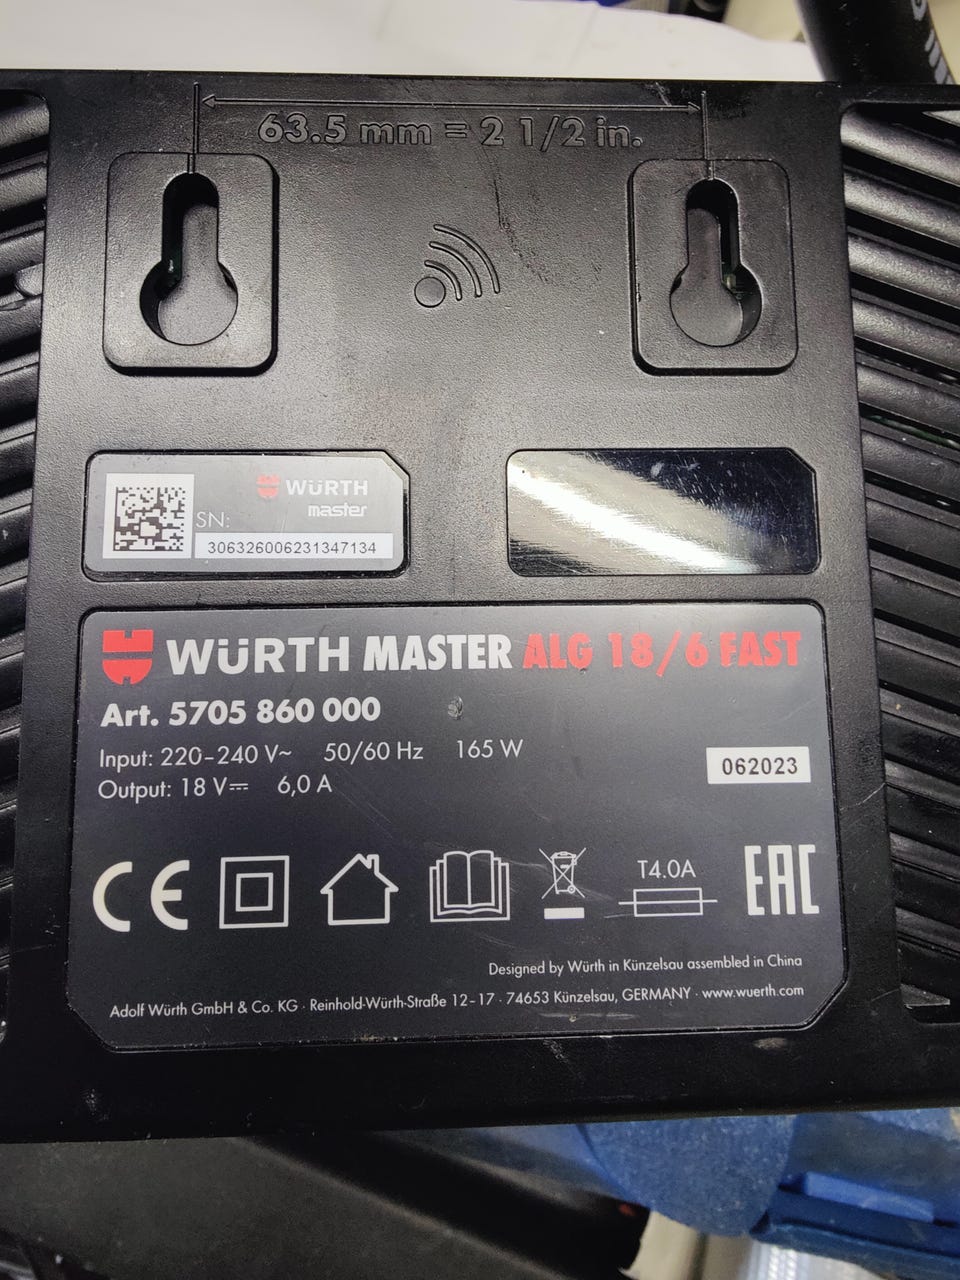 63.5 mm = 2 1/2 in.
WÜRTH
master
SN:
306326006231347134
WÜRTH MASTER ALG 18/6 FAST
Art. 5705 860 000
Input: 220-240 V~ 50/60 Hz 165 W
062023
Output: 18 V⎓ 6,0 A
CE
T4.0A
EAC
Designed by Würth in Künzelsau assembled in China
Adolf Würth GmbH & Co. KG · Reinhold-Würth-Straße 12-17 · 74653 Künzelsau, GERMANY · www.wuerth.com